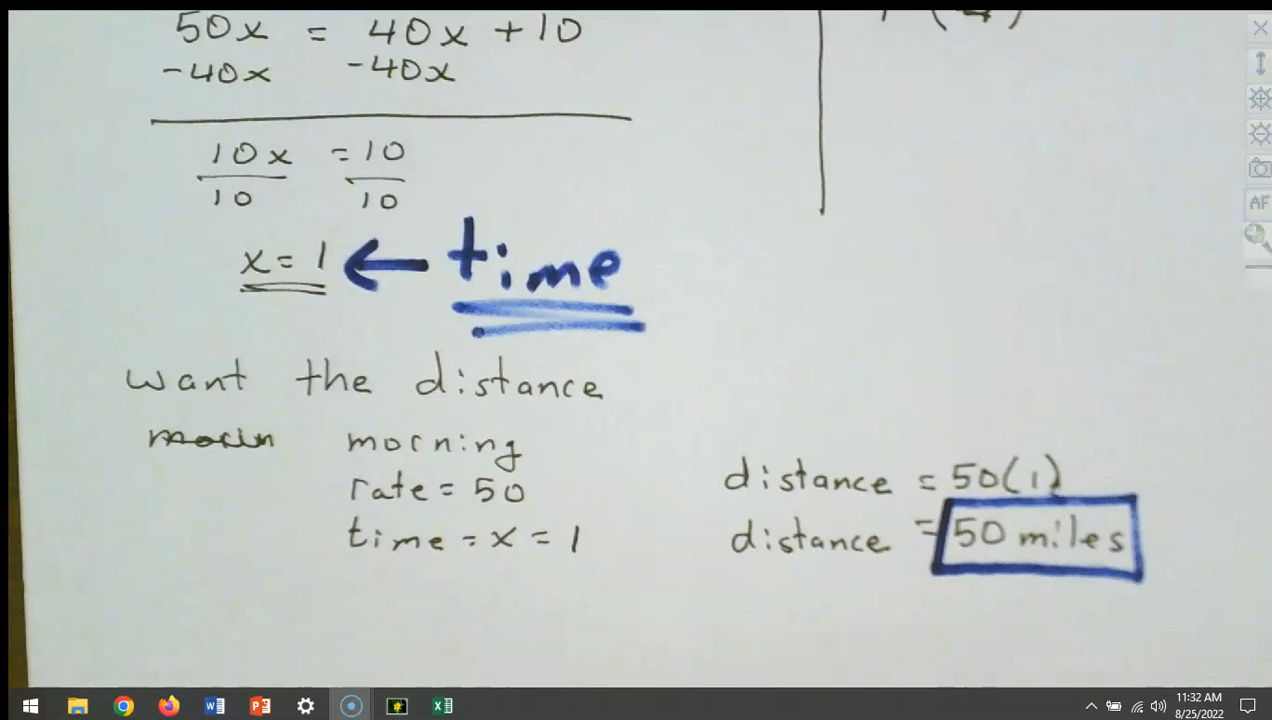 50x = 40x + 10
-40x -40x
10x = 10
10 10
x = 1 ← time
want the distance
morning
rate = 50
time = x = 1
distance = 50(1)
distance = 50 miles
AF
11:32 AM
8/25/2022